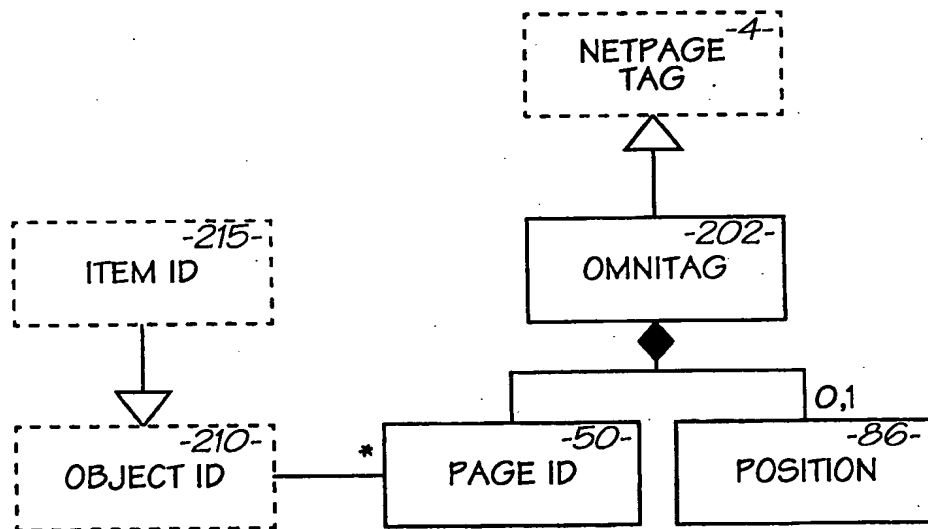 -4-
NETPAGE
TAG
-215-
ITEM ID
-202-
OMNITAG
0,1
-210-
OBJECT ID
*
-50-
PAGE ID
-86-
POSITION